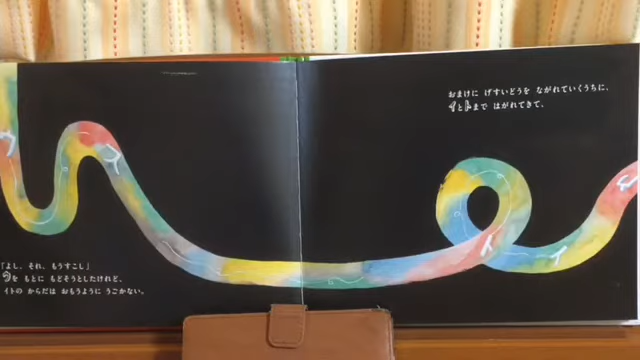 「よし、それ、もうすこし」
を もとに もどそうとしたけれど、
イトの からだは おもうように うごかない。
おまけに げすいどうを ながれていくうちに、
まで はがれてきて、